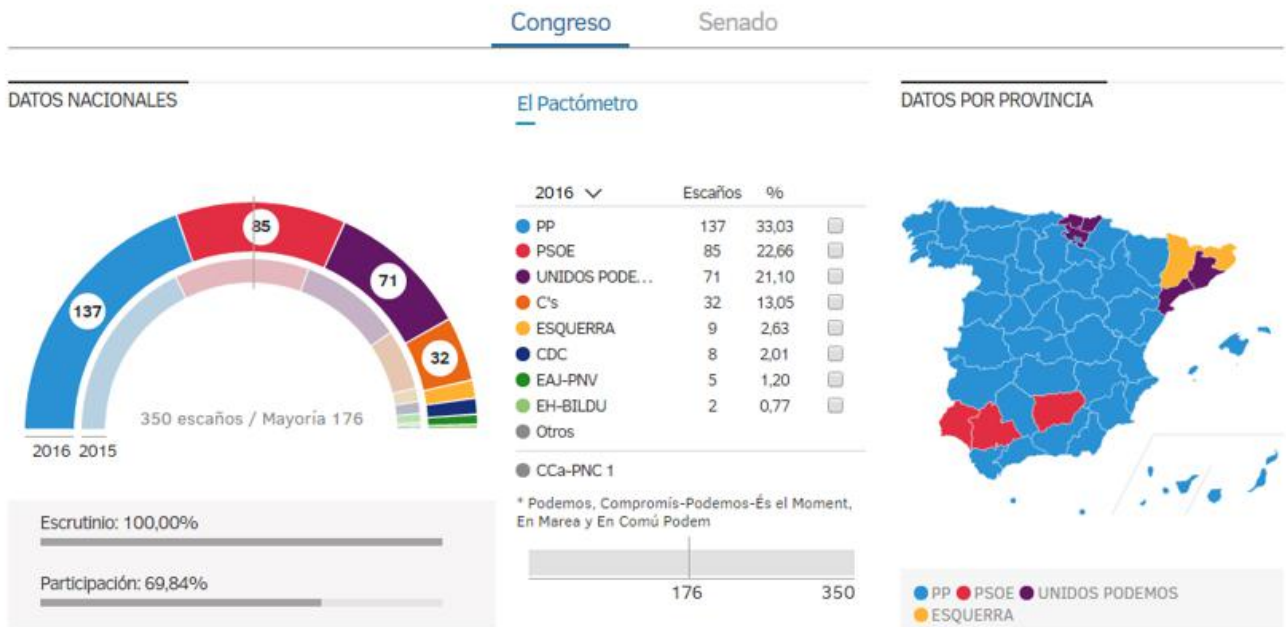 Congreso Senado
DATOS NACIONALES
137
85
71
32
350 escaños / Mayoría 176
2016 2015
Escrutinio: 100,00%
Participación: 69,84%
El Pactómetro
2016 Escaños %
PP 137 33,03
PSOE 85 22,66
UNIDOS PODE... 71 21,10
C's 32 13,05
ESQUERRA 9 2,63
CDC 8 2,01
EAJ-PNV 5 1,20
EH-BILDU 2 0,77
Otros
CCa-PNC 1
* Podemos, Compromís-Podemos-És el Moment,
En Marea y En Comú Podem
176 350
DATOS POR PROVINCIA
PP PSOE UNIDOS PODEMOS
ESQUERRA